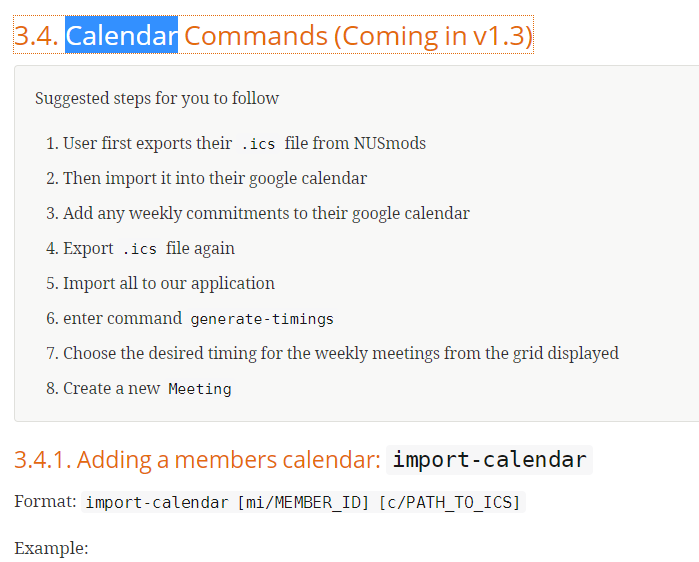 3.4. Calendar Commands (Coming in v1.3)
Suggested steps for you to follow
1. User first exports their .ics file from NUSmods
2. Then import it into their google calendar
3. Add any weekly commitments to their google calendar
4. Export .ics file again
5. Import all to our application
6. enter command generate-timings
7. Choose the desired timing for the weekly meetings from the grid displayed
8. Create a new Meeting
3.4.1. Adding a members calendar: import-calendar
Format: import-calendar [mi/MEMBER_ID] [c/PATH_TO_ICS]
Example: